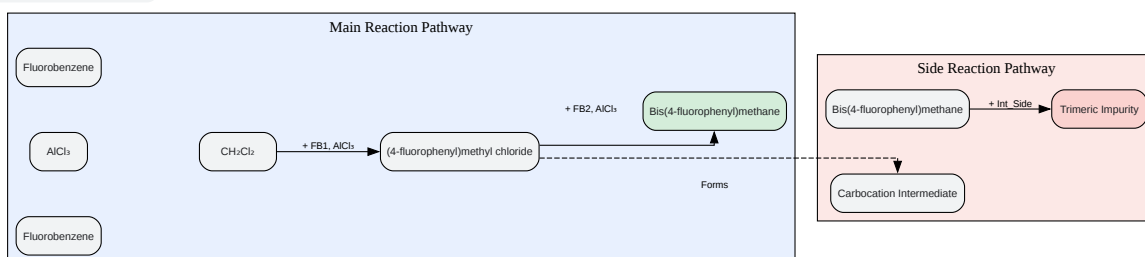 Main Reaction Pathway
Fluorobenzene
AlCl₃
Fluorobenzene
CH₂Cl₂
+ FB1, AlCl₃
(4-fluorophenyl)methyl chloride
+ FB2, AlCl₃
Bis(4-fluorophenyl)methane
Forms
Side Reaction Pathway
Bis(4-fluorophenyl)methane
+ Int_Side
Trimeric Impurity
Carbocation Intermediate